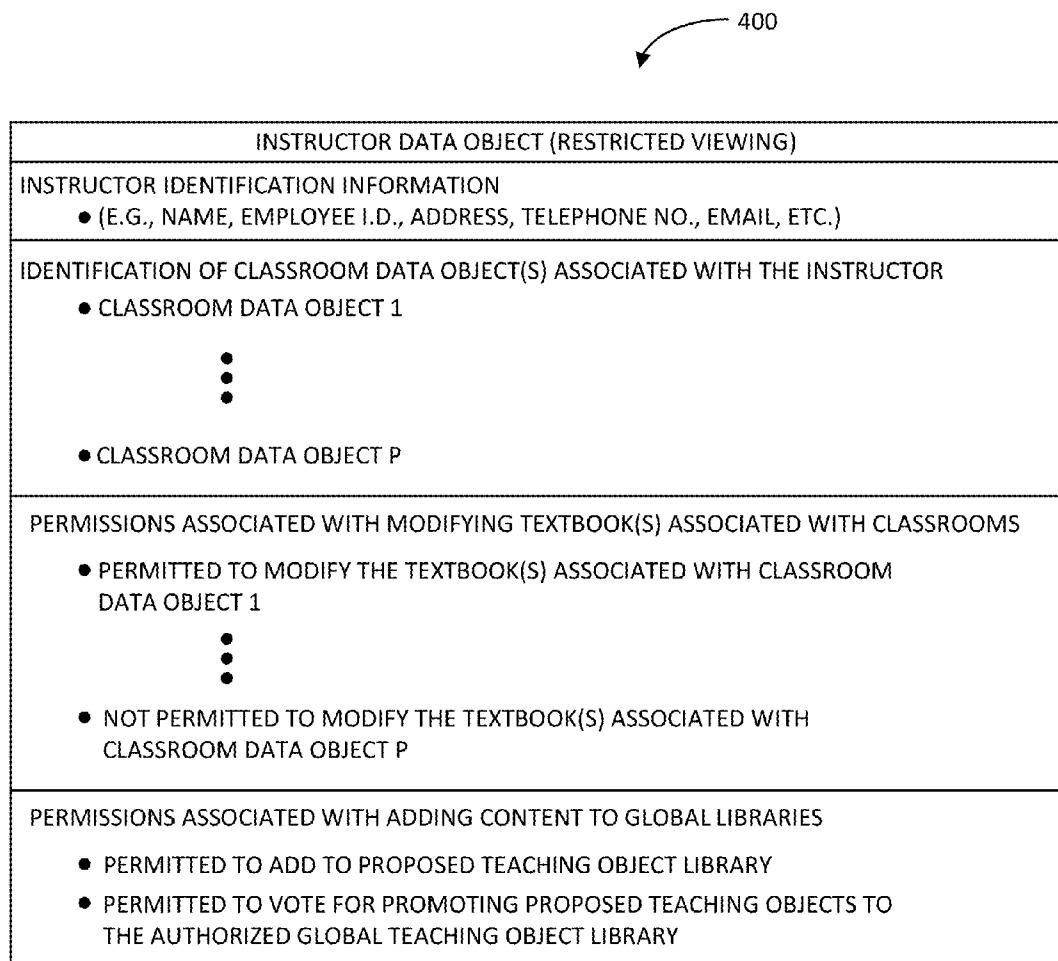 400
INSTRUCTOR DATA OBJECT (RESTRICTED VIEWING)
INSTRUCTOR IDENTIFICATION INFORMATION
● (E.G., NAME, EMPLOYEE I.D., ADDRESS, TELEPHONE NO., EMAIL, ETC.)
IDENTIFICATION OF CLASSROOM DATA OBJECT(S) ASSOCIATED WITH THE INSTRUCTOR
● CLASSROOM DATA OBJECT 1
● CLASSROOM DATA OBJECT P
PERMISSIONS ASSOCIATED WITH MODIFYING TEXTBOOK(S) ASSOCIATED WITH CLASSROOMS
● PERMITTED TO MODIFY THE TEXTBOOK(S) ASSOCIATED WITH CLASSROOM
DATA OBJECT 1
● NOT PERMITTED TO MODIFY THE TEXTBOOK(S) ASSOCIATED WITH
CLASSROOM DATA OBJECT P
PERMISSIONS ASSOCIATED WITH ADDING CONTENT TO GLOBAL LIBRARIES
● PERMITTED TO ADD TO PROPOSED TEACHING OBJECT LIBRARY
● PERMITTED TO VOTE FOR PROMOTING PROPOSED TEACHING OBJECTS TO
THE AUTHORIZED GLOBAL TEACHING OBJECT LIBRARY